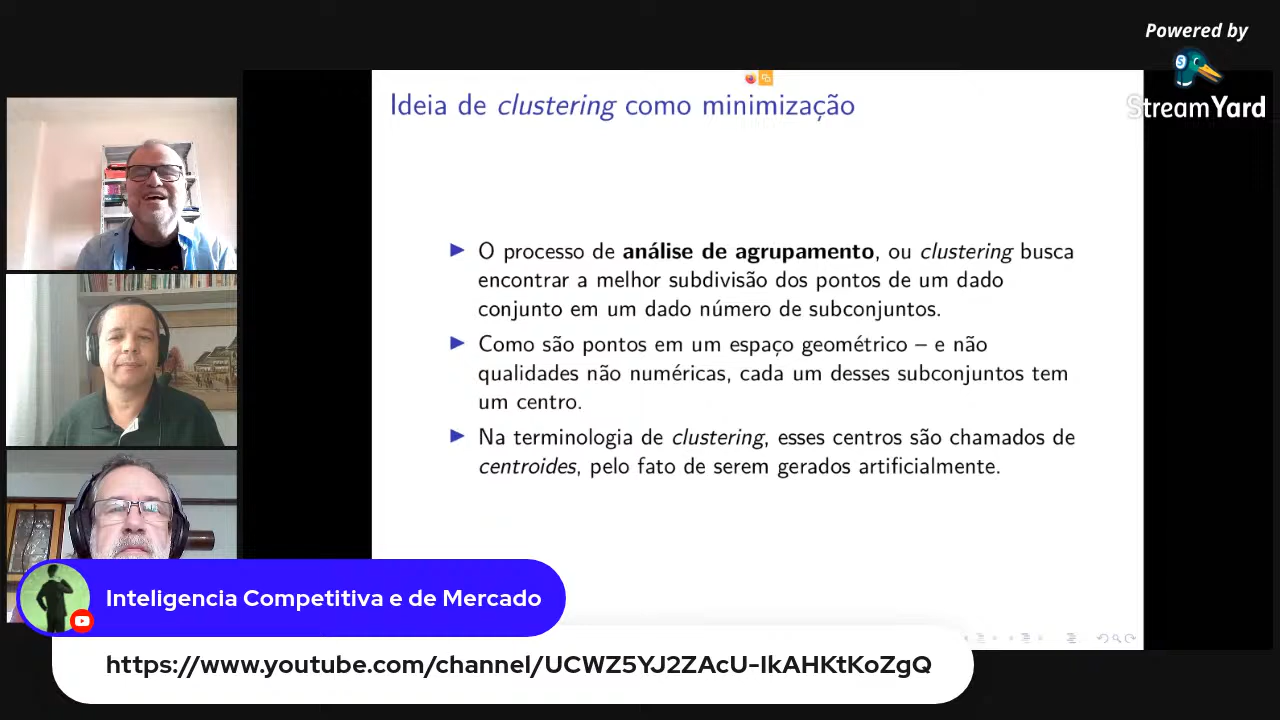 Powered by
StreamYard
Ideia de clustering como minimização
O processo de análise de agrupamento, ou clustering busca
encontrar a melhor subdivisão dos pontos de um dado
conjunto em um dado número de subconjuntos.
Como são pontos em um espaço geométrico – e não
qualidades não numéricas, cada um desses subconjuntos tem
um centro.
Na terminologia de clustering, esses centros são chamados de
centroides, pelo fato de serem gerados artificialmente.
Inteligencia Competitiva e de Mercado
https://www.youtube.com/channel/UCWZ5YJ2ZAcU-IkAHKtKoZgQ